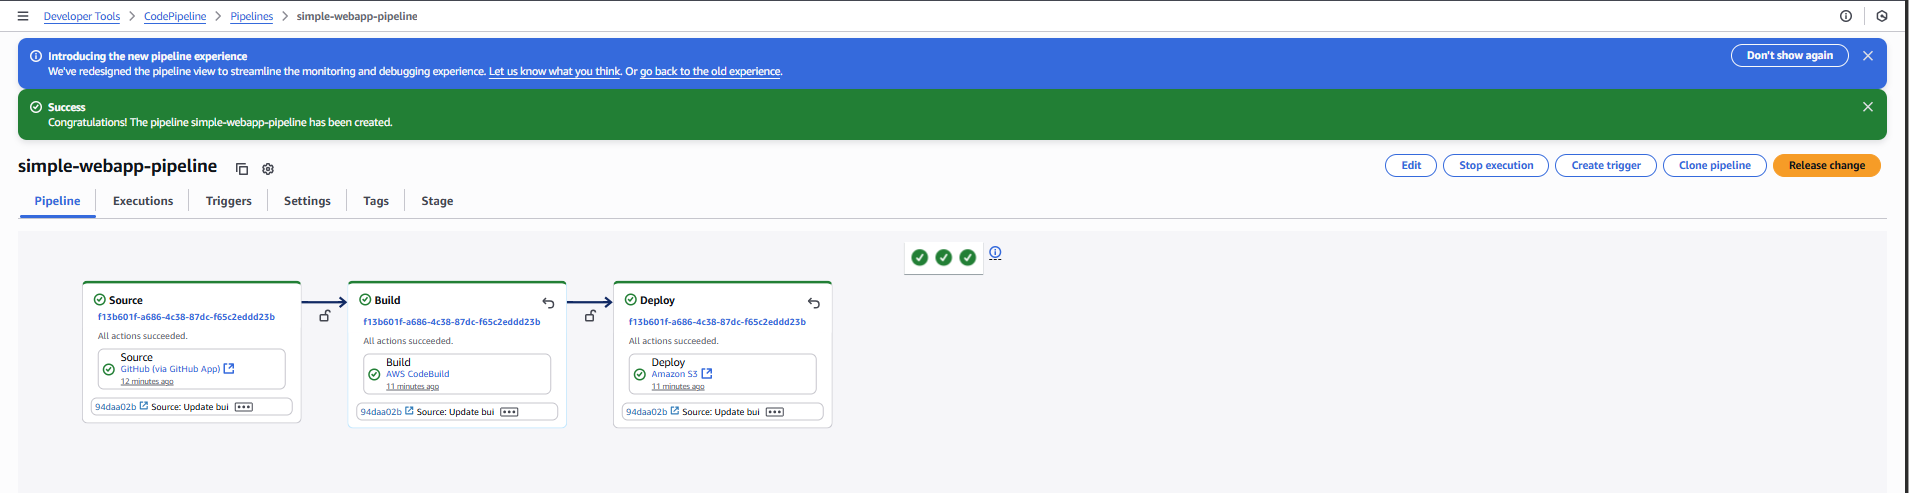 Developer Tools > CodePipeline > Pipelines > simple-webapp-pipeline
Introducing the new pipeline experience
We've redesigned the pipeline view to streamline the monitoring and debugging experience. Let us know what you think. Or go back to the old experience.
Don't show again
Success
Congratulations! The pipeline simple-webapp-pipeline has been created.
simple-webapp-pipeline
Edit
Stop execution
Create trigger
Clone pipeline
Release change
Pipeline
Executions
Triggers
Settings
Tags
Stage
Source
f13b601f-a686-4c38-87dc-f65c2eddd23b
All actions succeeded.
Source
GitHub (via GitHub App)
12 minutes ago
94daa02b Source: Update bui
Build
f13b601f-a686-4c38-87dc-f65c2eddd23b
All actions succeeded.
Build
AWS CodeBuild
11 minutes ago
94daa02b Source: Update bui
Deploy
f13b601f-a686-4c38-87dc-f65c2eddd23b
All actions succeeded.
Deploy
Amazon S3
11 minutes ago
94daa02b Source: Update bui